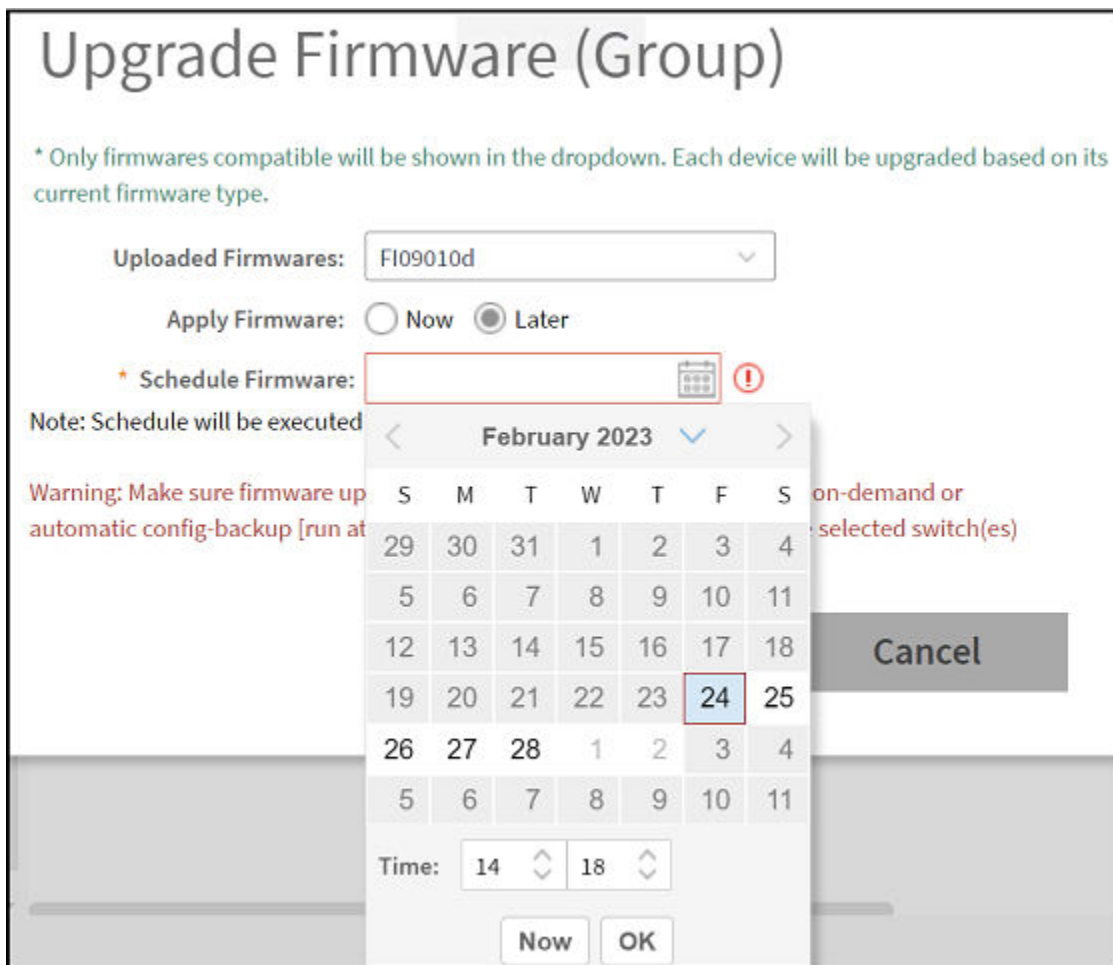 Upgrade Firmware (Group)
* Only firmwares compatible will be shown in the dropdown. Each device will be upgraded based on its
current firmware type.
Uploaded Firmwares: FI09010d
Apply Firmware: Now Later
* Schedule Firmware:
Note: Schedule will be executed
February 2023
Warning: Make sure firmware up
on-demand or
automatic config-backup [run at
selected switch(es)
S M T W T F S
29 30 31 1 2 3 4
5 6 7 8 9 10 11
12 13 14 15 16 17 18
Cancel
19 20 21 22 23 24 25
26 27 28 1 2 3 4
5 6 7 8 9 10 11
Time: 14 18
Now OK